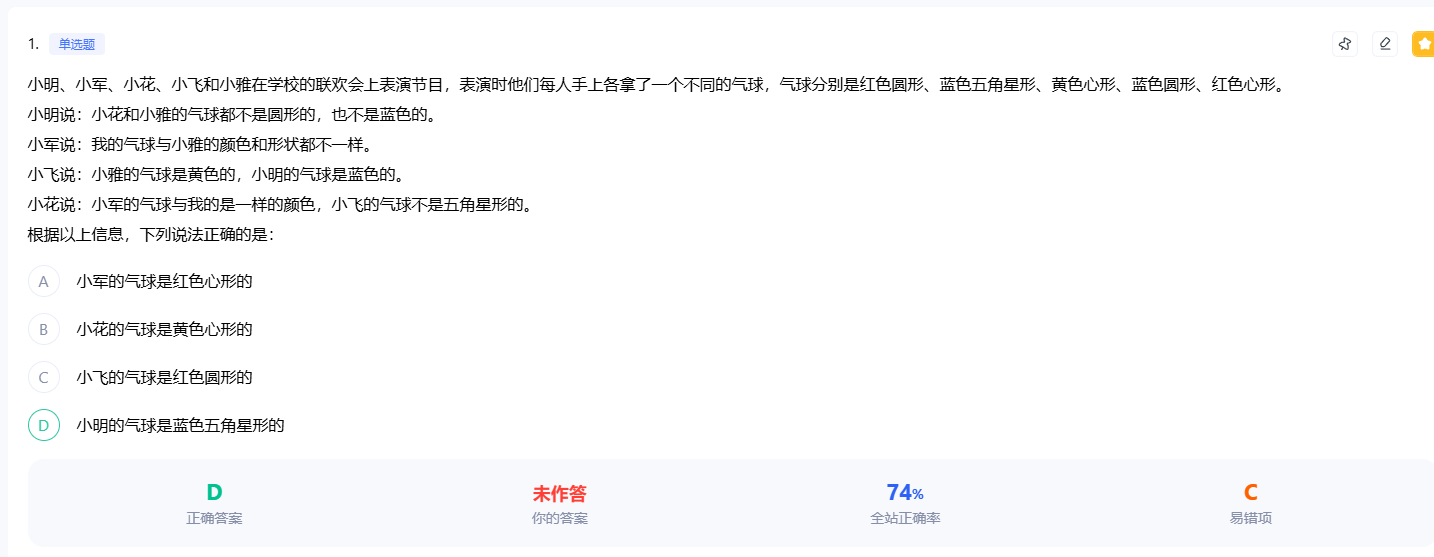 1. 单选题
小明、小军、小花、小飞和小雅在学校的联欢会上表演节目，表演时他们每人手上各拿了一个不同的气球，气球分别是红色圆形、蓝色五角星形、黄色心形、蓝色圆形、红色心形。
小明说：小花和小雅的气球都不是圆形的，也不是蓝色的。
小军说：我的气球与小雅的颜色和形状都不一样。
小飞说：小雅的气球是黄色的，小明的气球是蓝色的。
小花说：小军的气球与我的是一样的颜色，小飞的气球不是五角星形的。
根据以上信息，下列说法正确的是：
A 小军的气球是红色心形的
B 小花的气球是黄色心形的
C 小飞的气球是红色圆形的
D 小明的气球是蓝色五角星形的
D 未作答 74% C
正确答案 你的答案 全站正确率 易错项